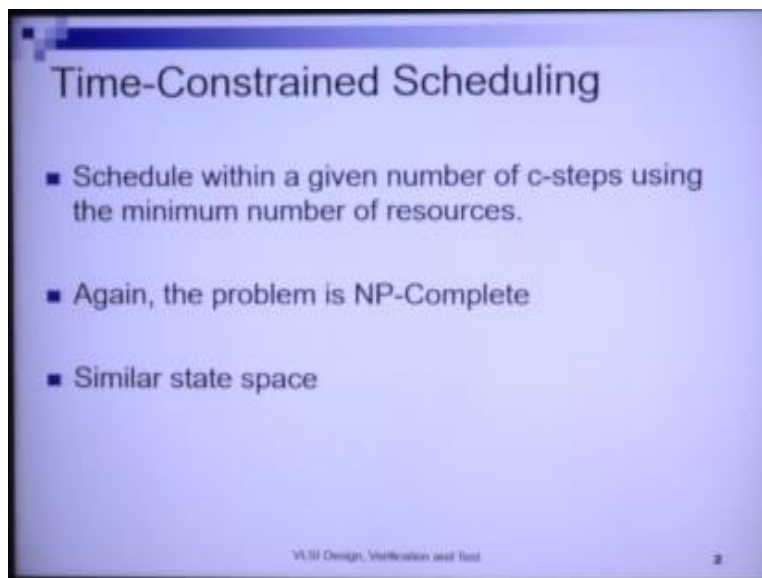 Time-Constrained Scheduling
Schedule within a given number of c-steps using
the minimum number of resources.
Again, the problem is NP-Complete
Similar state space
VLSI Design, Verification and Test
2